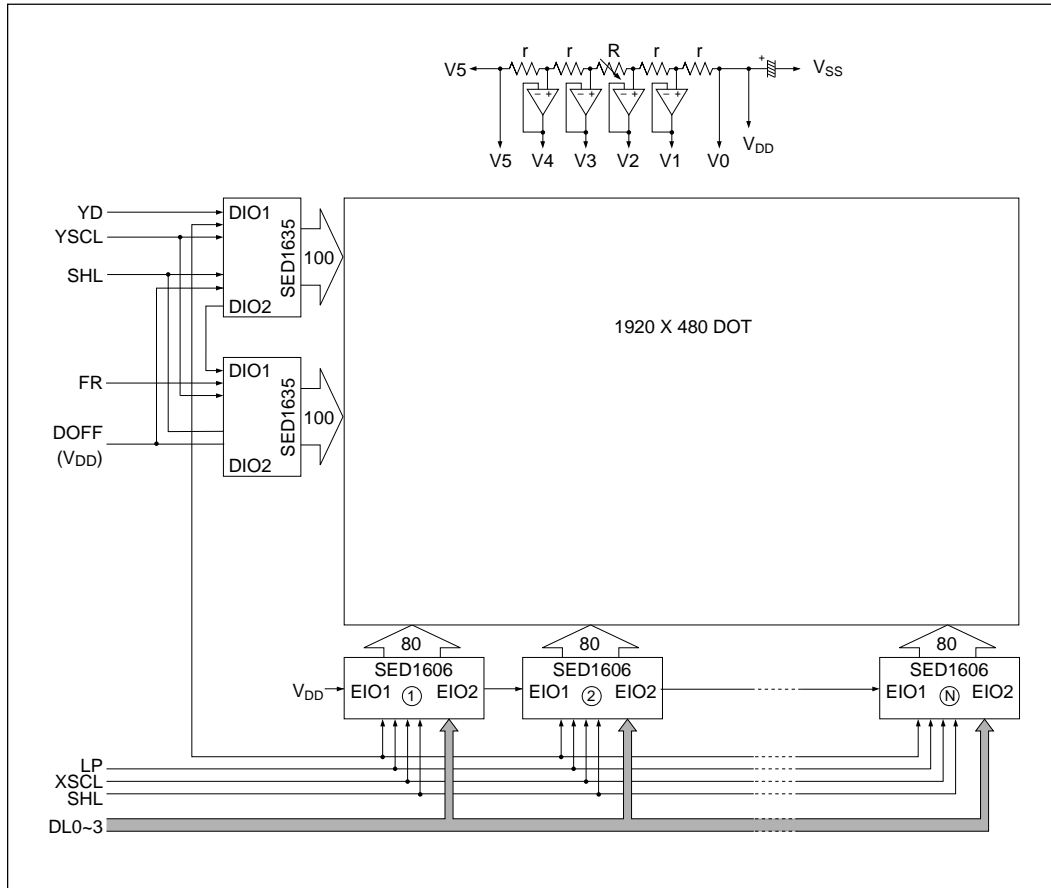 r r R r r
V5 + VSS
− + − + − + − +
V5 V4 V3 V2 V1 V0 VDD
YD
YSCL
SHL
DIO1
SED1635
DIO2
100
FR
DOFF
(VDD)
DIO1
SED1635
DIO2
100
1920 X 480 DOT
80 80 80
SED1606 SED1606 SED1606
VDD EIO1 ① EIO2 EIO1 ② EIO2 EIO1 Ⓝ EIO2
LP
XSCL
SHL
DL0~3